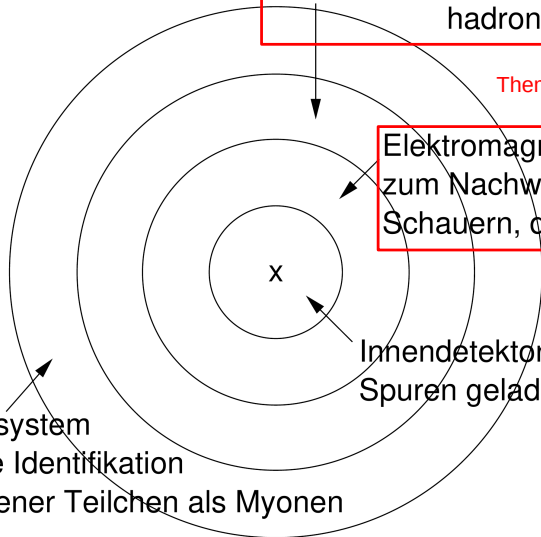 hadron
Ther
Elektromagn
zum Nachw
Schauern, d
x
Innendetektor
Spuren gelad
system
e Identifikation
ener Teilchen als Myonen